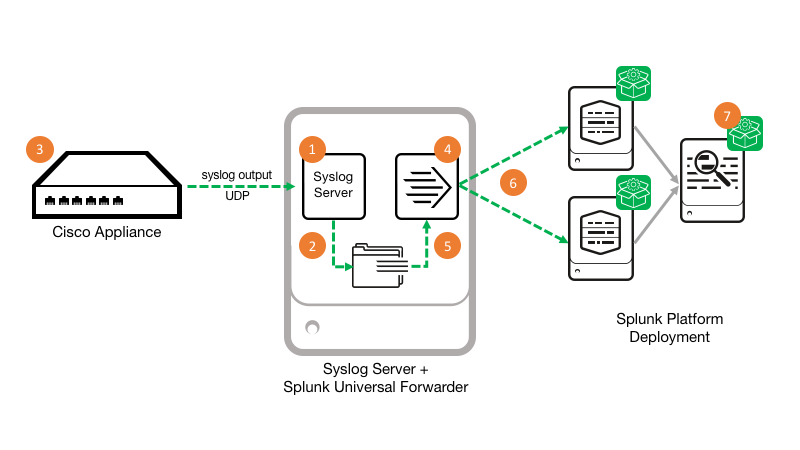 3
1
4
7
syslog output
UDP
Syslog
Server
6
Cisco Appliance
2
5
Splunk Platform
Deployment
Syslog Server +
Splunk Universal Forwarder